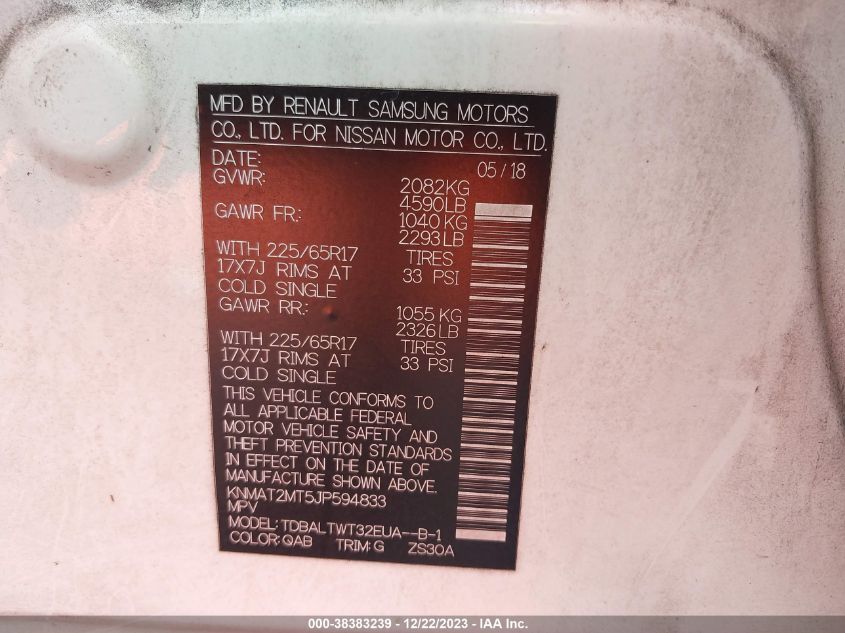 MFD BY RENAULT SAMSUNG MOTORS
CO., LTD. FOR NISSAN MOTOR CO., LTD.
DATE: 05/18
GVWR: 2082KG
4590LB
GAWR FR.: 1040 KG
2293LB
WITH 225/65R17 TIRES
17X7J RIMS AT 33 PSI
COLD SINGLE
GAWR RR.: 1055 KG
2326LB
WITH 225/65R17 TIRES
17X7J RIMS AT 33 PSI
COLD SINGLE
THIS VEHICLE CONFORMS TO
ALL APPLICABLE FEDERAL
MOTOR VEHICLE SAFETY AND
THEFT PREVENTION STANDARDS
IN EFFECT ON THE DATE OF
MANUFACTURE SHOWN ABOVE.
KNMAT2MT5JP594833
MPV
MODEL: TDBALTWT32EUA--B-1
COLOR: QAB TRIM: G ZS30A
000-38383239 - 12/22/2023 - IAA Inc.